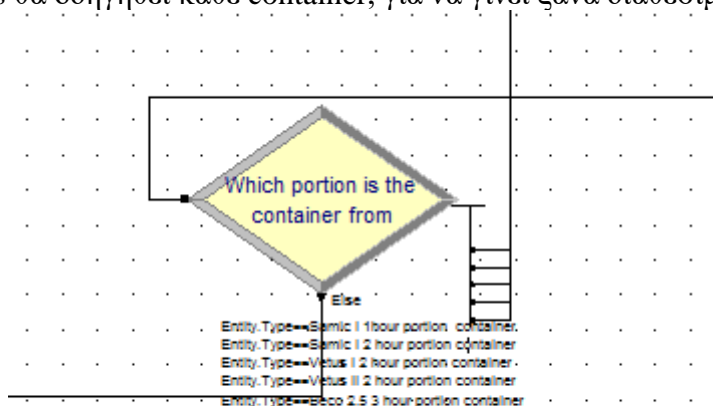 θα οδηγηθεί κάθε container, για να γίνει ξανά
Which portion is the
container from
Else
Entity.Type==Samic I 1hour portion container
Entity.Type==Samic I 2 hour portion container
Entity.Type==Vetus I 2 hour portion container
Entity.Type==Vetus II 2 hour portion container
Entity.Type==Beco 2.5 3 hour portion container